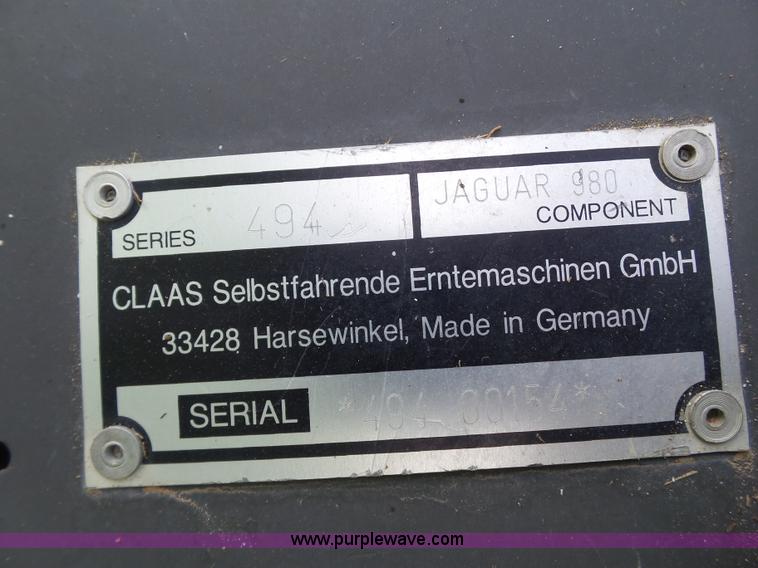 SERIES 494
JAGUAR 980
COMPONENT
CLAAS Selbstfahrende Erntemaschinen GmbH
33428 Harsewinkel, Made in Germany
SERIAL *494 00154*
www.purplewave.com